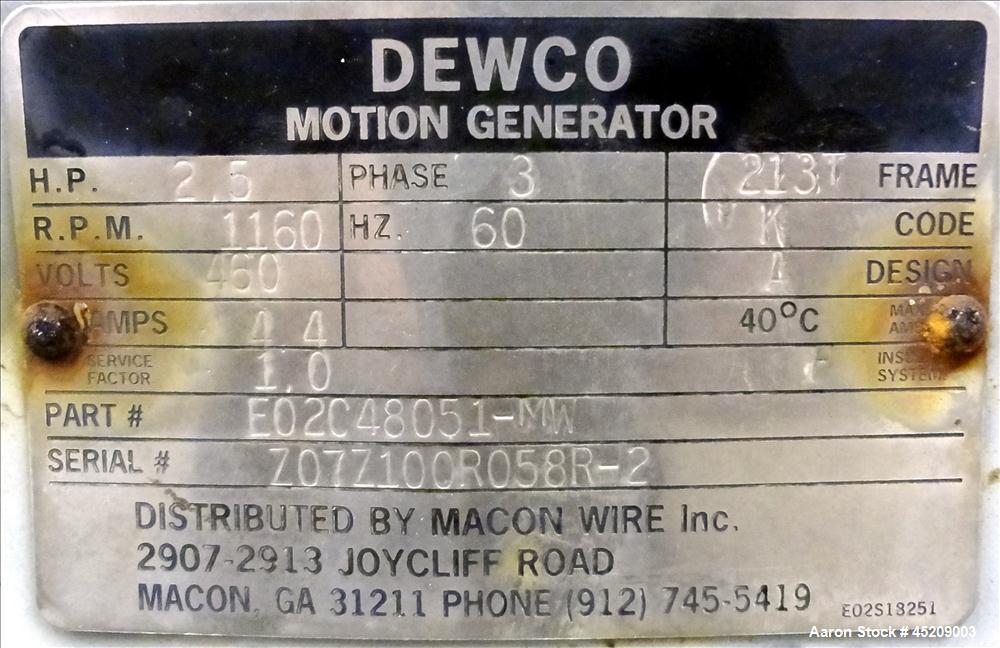 DEWCO
MOTION GENERATOR
H.P. 2.5 PHASE 3 213T FRAME
R.P.M. 1160 HZ. 60 K CODE
VOLTS 460 A DESIGN
AMPS 4.4 40°C MAX
SERVICE FACTOR 1.0 SYSTEM
PART # E02C48051-MW
SERIAL # Z07Z100R058R-2
DISTRIBUTED BY MACON WIRE Inc.
2907-2913 JOYCLIFF ROAD
MACON, GA 31211 PHONE (912) 745-5419
E02S18251
Aaron Stock # 45209003